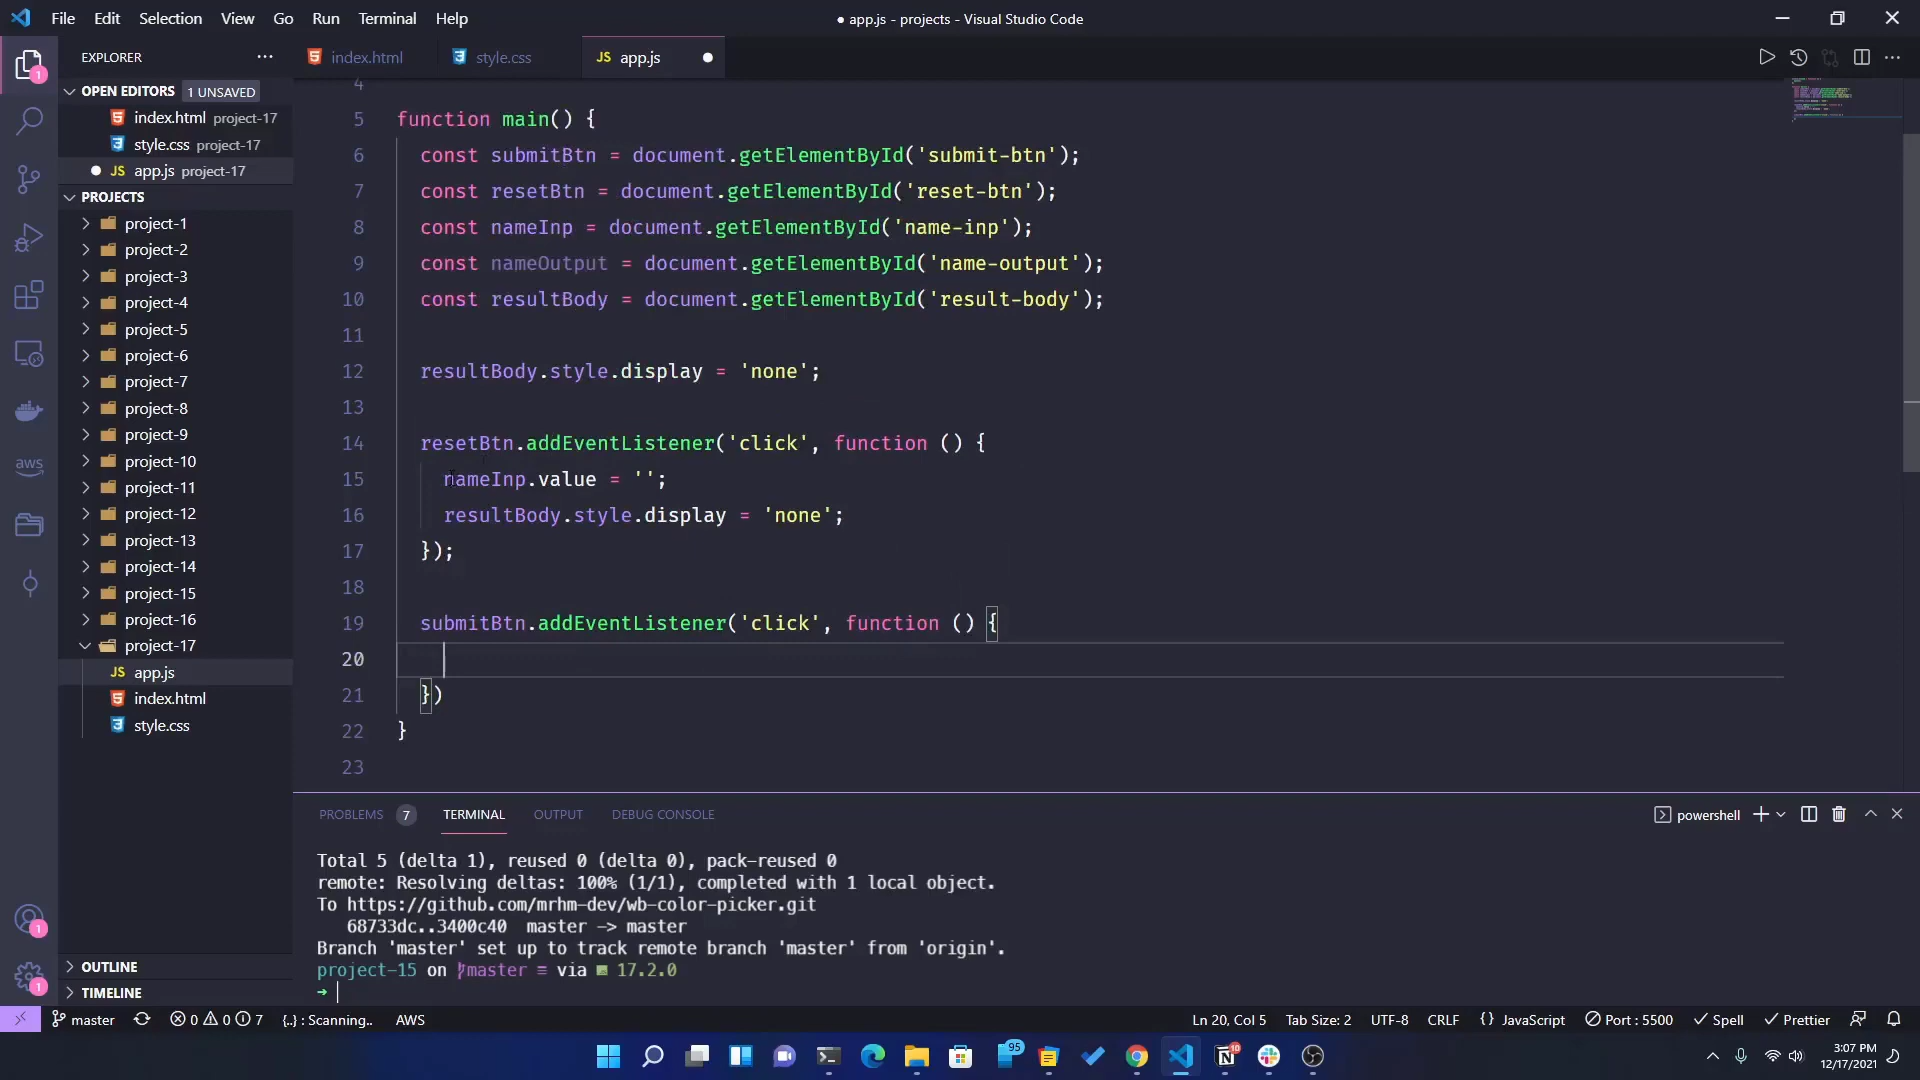 File Edit Selection View Go Run Terminal Help
● app.js - projects - Visual Studio Code
EXPLORER
index.html
style.css
JS app.js
OPEN EDITORS 1 UNSAVED
index.html project-17
style.css project-17
JS app.js project-17
PROJECTS
project-1
project-2
project-3
project-4
project-5
project-6
project-7
project-8
project-9
project-10
project-11
project-12
project-13
project-14
project-15
project-16
project-17
JS app.js
index.html
style.css
OUTLINE
TIMELINE
aws
1
1
1
4
5 function main() {
6 const submitBtn = document.getElementById('submit-btn');
7 const resetBtn = document.getElementById('reset-btn');
8 const nameInp = document.getElementById('name-inp');
9 const nameOutput = document.getElementById('name-output');
10 const resultBody = document.getElementById('result-body');
11
12 resultBody.style.display = 'none';
13
14 resetBtn.addEventListener('click', function () {
15 nameInp.value = '';
16 resultBody.style.display = 'none';
17 });
18
19 submitBtn.addEventListener('click', function () {
20
21 })
22 }
23
PROBLEMS 7 TERMINAL OUTPUT DEBUG CONSOLE
powershell
Total 5 (delta 1), reused 0 (delta 0), pack-reused 0
remote: Resolving deltas: 100% (1/1), completed with 1 local object.
To https://github.com/mrhm-dev/wb-color-picker.git
68733dc..3400c40 master -> master
Branch 'master' set up to track remote branch 'master' from 'origin'.
project-15 on master ≡ via 17.2.0
➜
master 0 0 7 {..} : Scanning.. AWS
Ln 20, Col 5 Tab Size: 2 UTF-8 CRLF {} JavaScript Port : 5500 ✓ Spell ✓ Prettier
95
10
3:07 PM
12/17/2021